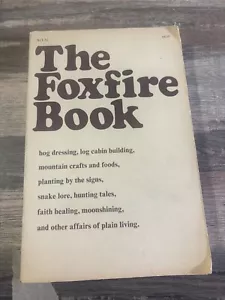 The
Foxfire
Book
hog dressing, log cabin building,
mountain crafts and foods,
planting by the signs,
snake lore, hunting tales,
faith healing, moonshining,
and other affairs of plain living.